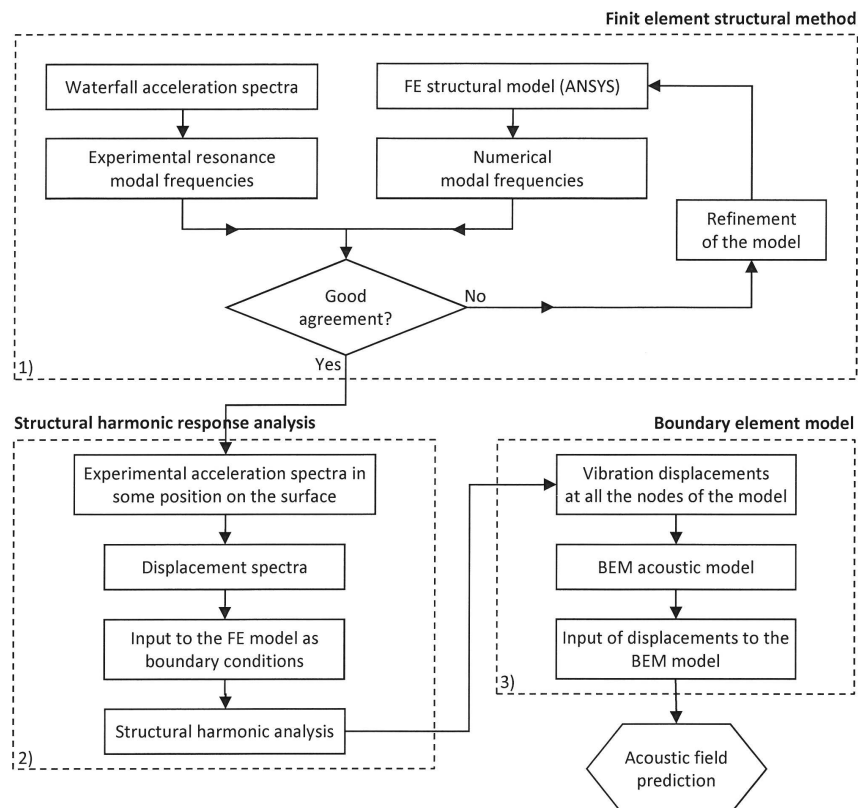 Finit element structural method
Waterfall acceleration spectra
FE structural model (ANSYS)
Experimental resonance
modal frequencies
Numerical
modal frequencies
Refinement
of the model
Good
agreement?
No
Yes
1)
Structural harmonic response analysis
Experimental acceleration spectra in
some position on the surface
Displacement spectra
Input to the FE model as
boundary conditions
Structural harmonic analysis
2)
Boundary element model
Vibration displacements
at all the nodes of the model
BEM acoustic model
Input of displacements to the
BEM model
3)
Acoustic field
prediction